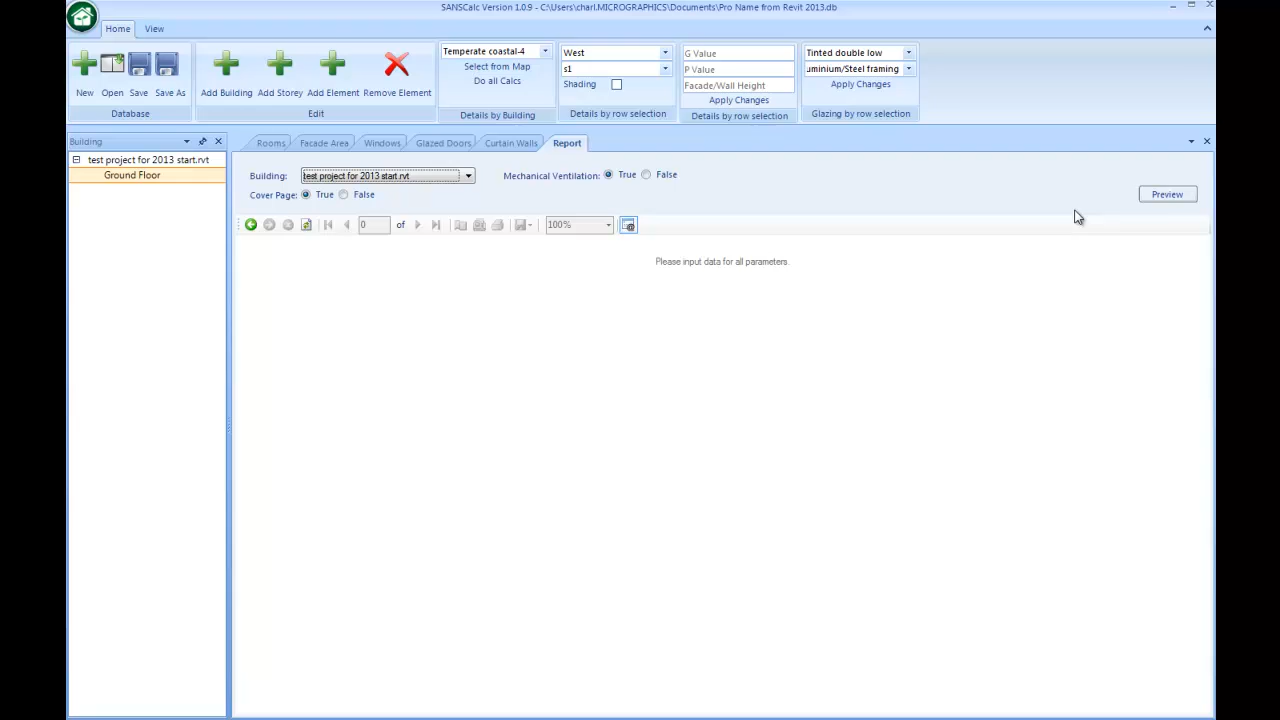 SANSCalc Version 1.0.9 - C:\Users\charl.MICROGRAPHICS\Documents\Pro Name from Revit 2013.db
Home View
New Open Save Save As
Database
Add Building Add Storey Add Element Remove Element
Edit
Temperate coastal-4
Select from Map
Do all Calcs
Details by Building
West
s1
Shading
Details by row selection
G Value
P Value
Facade/Wall Height
Apply Changes
Details by row selection
Tinted double low
uminium/Steel framing
Apply Changes
Glazing by row selection
Building
test project for 2013 start.rvt
Ground Floor
Rooms Facade Area Windows Glazed Doors Curtain Walls Report
Building: test project for 2013 start.rvt Mechanical Ventilation: True False
Cover Page: True False
Preview
0 of 100%
Please input data for all parameters.